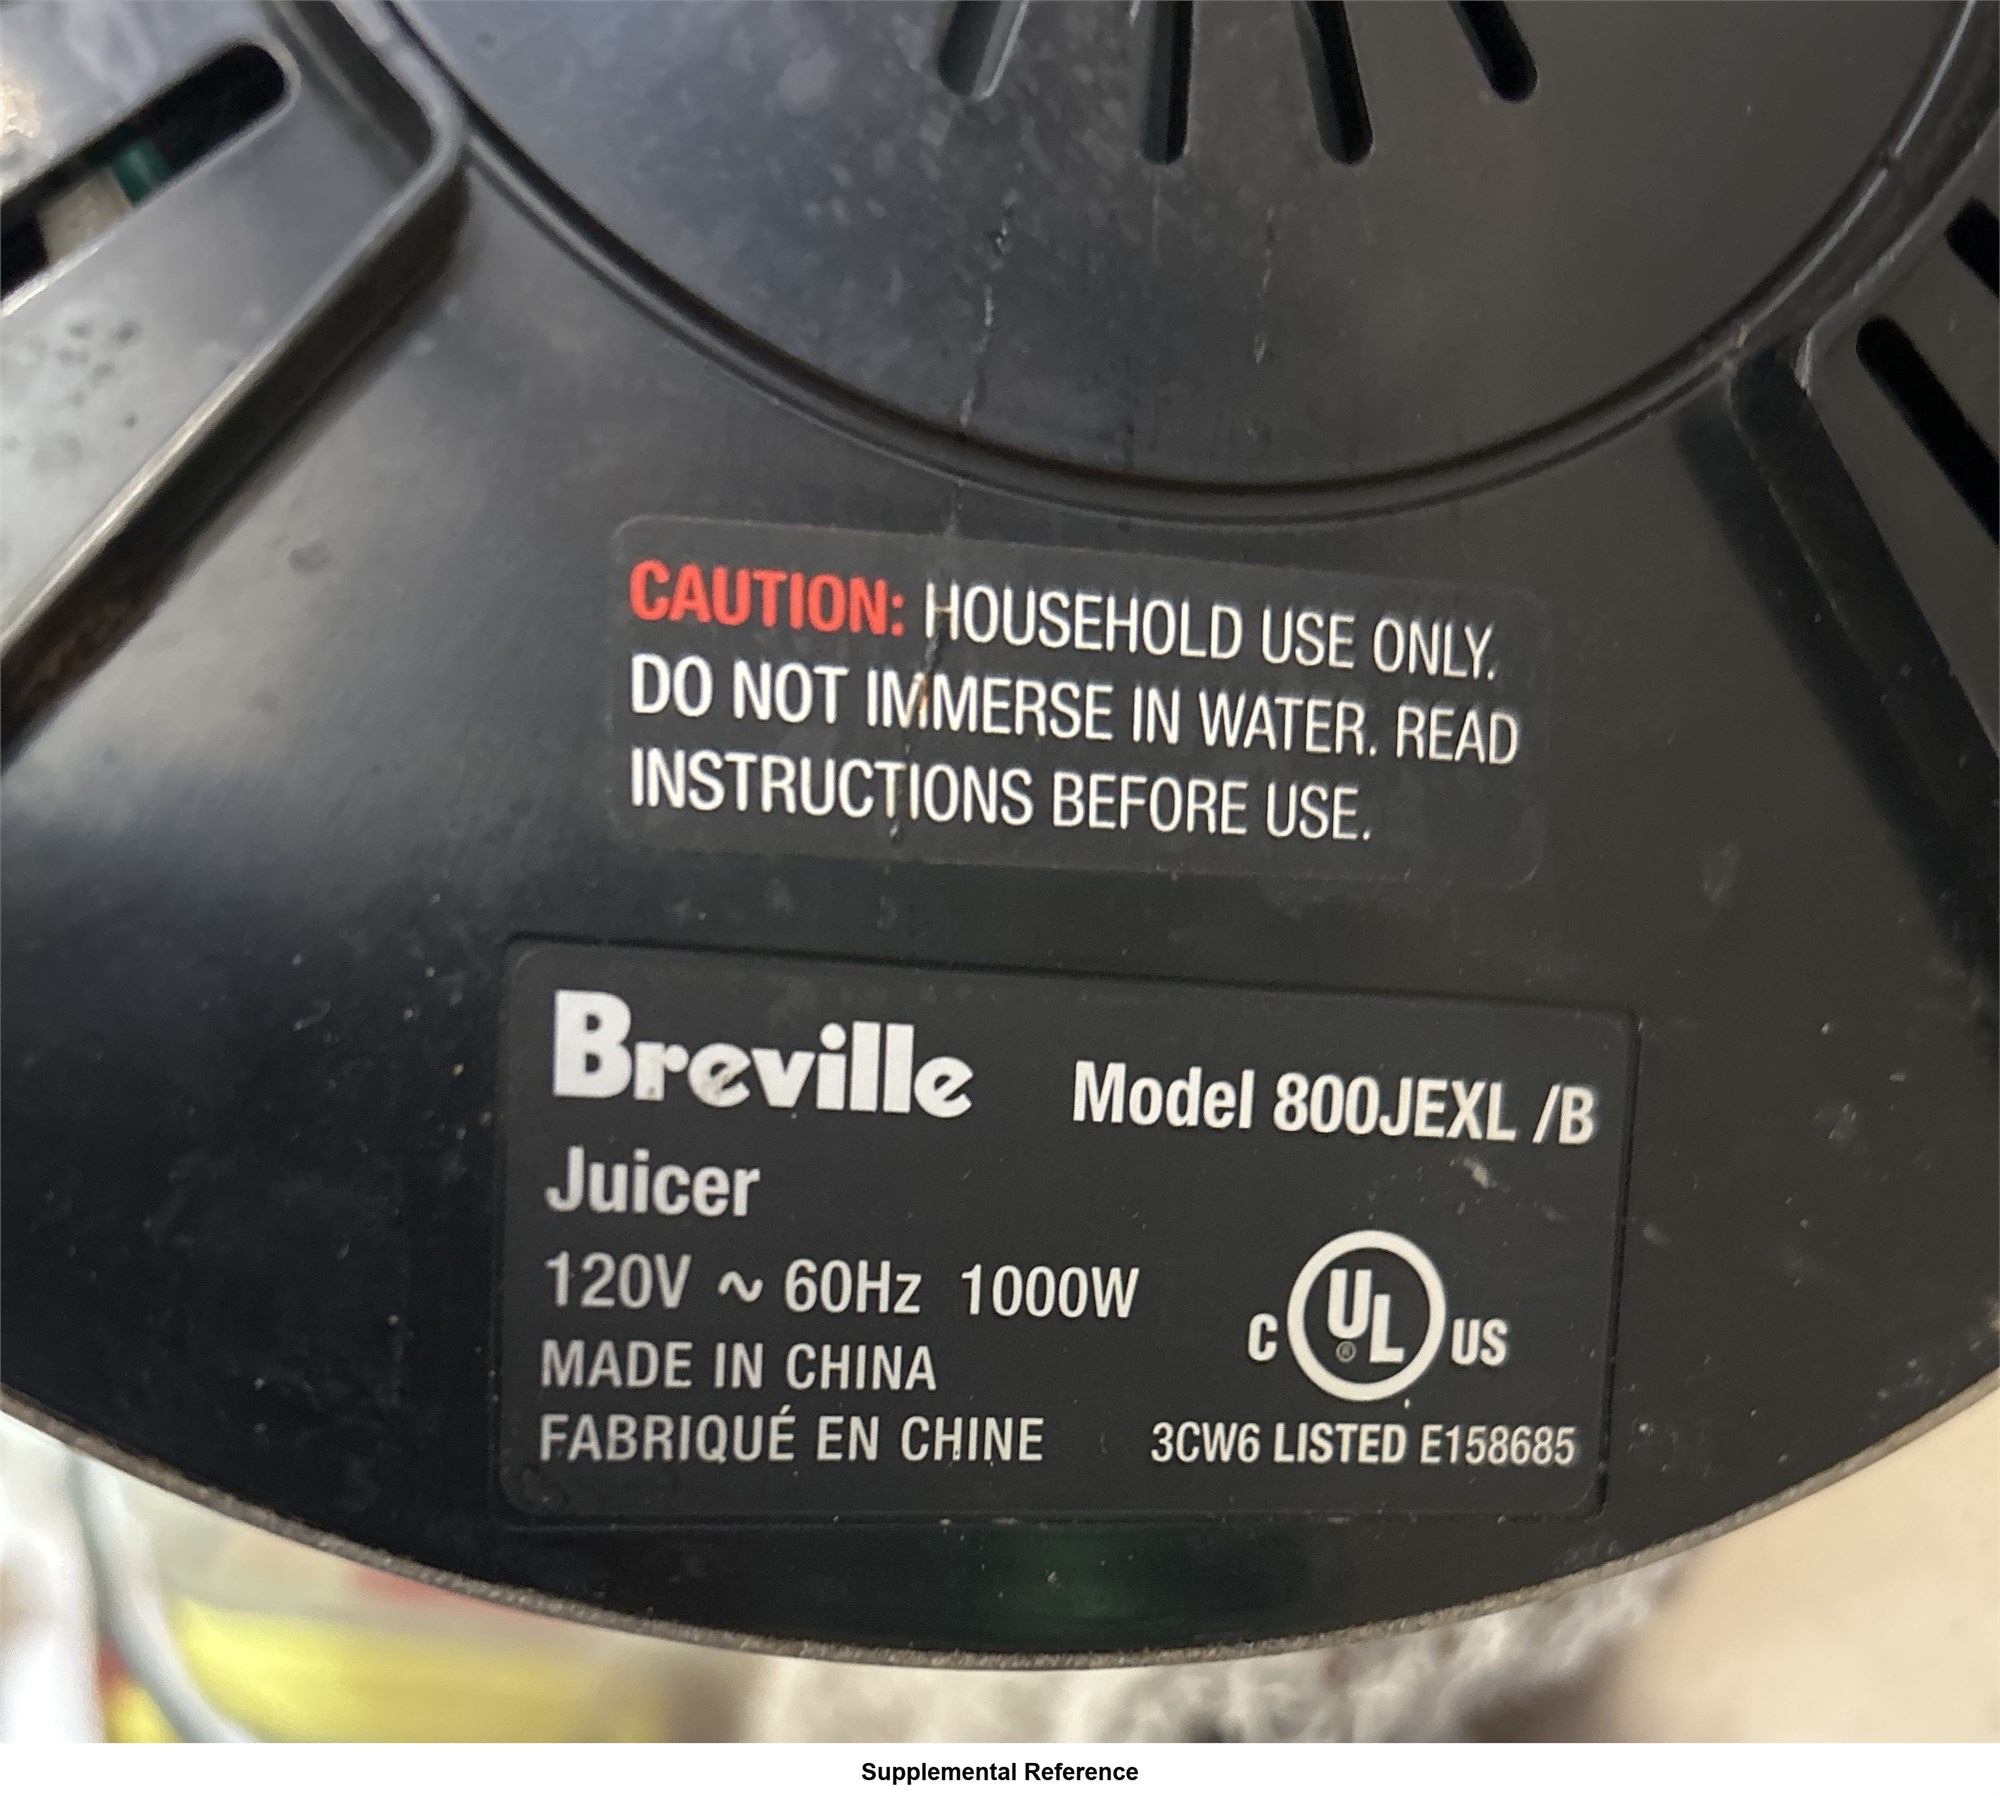 CAUTION: HOUSEHOLD USE ONLY.
DO NOT IMMERSE IN WATER. READ
INSTRUCTIONS BEFORE USE.
Breville Model 800JEXL /B
Juicer
120V ~ 60Hz 1000W
C UL ® US
MADE IN CHINA
FABRIQUÉ EN CHINE 3CW6 LISTED E158685
Supplemental Reference